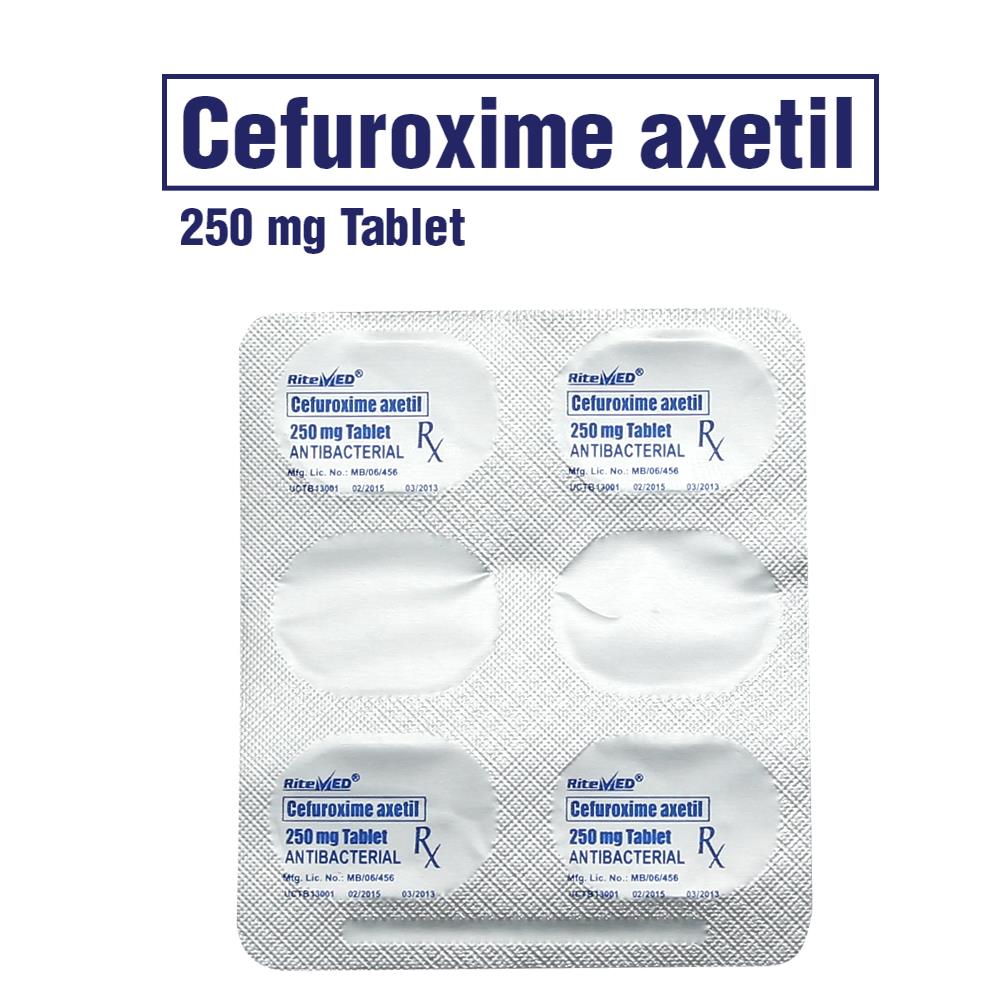 Cefuroxime axetil
250 mg Tablet
RiteMED®
Cefuroxime axetil
250 mg Tablet Rx
ANTIBACTERIAL
Mfg. Lic. No.: MB/06/456
UCTB13001 02/2015 03/2013
RiteMED®
Cefuroxime axetil
250 mg Tablet Rx
ANTIBACTERIAL
Mfg. Lic. No.: MB/06/456
UCTB13001 02/2015 03/2013
RiteMED®
Cefuroxime axetil
250 mg Tablet Rx
ANTIBACTERIAL
Mfg. Lic. No.: MB/06/456
UCTB13001 02/2015 03/2013
RiteMED®
Cefuroxime axetil
250 mg Tablet Rx
ANTIBACTERIAL
Mfg. Lic. No.: MB/06/456
UCTB13001 02/2015 03/2013